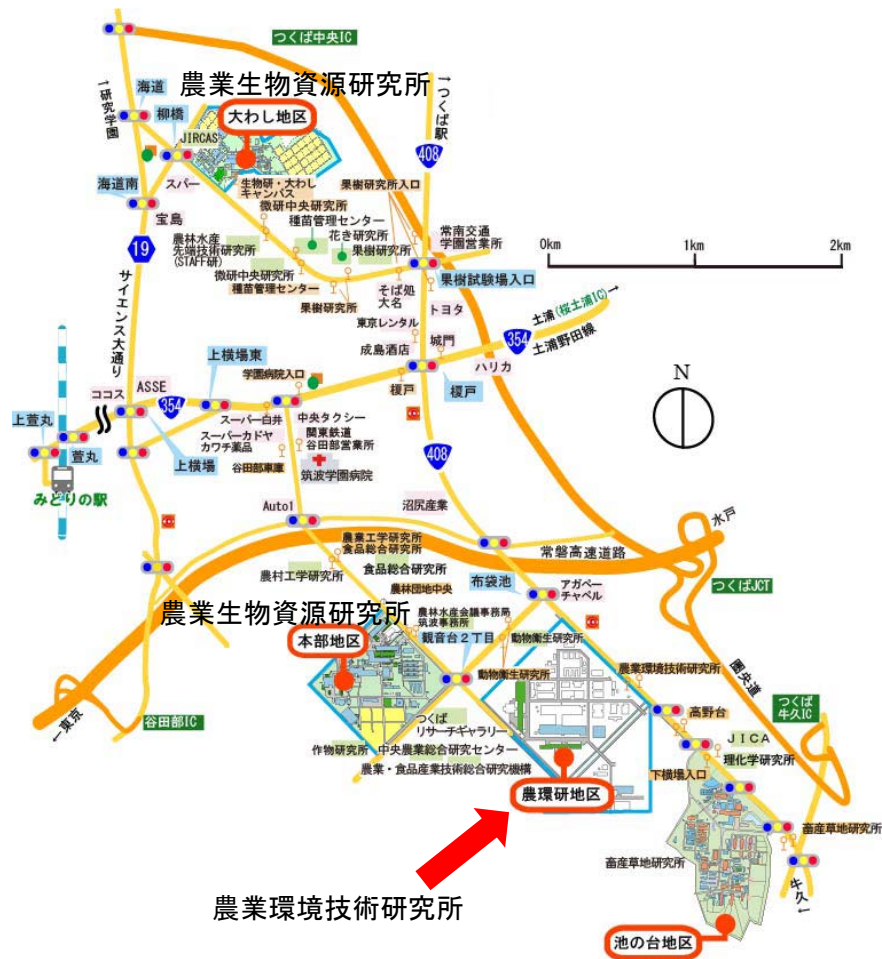 つくば中央IC
↑研究学園
海道
柳橋
農業生物資源研究所
大わし地区
JIRCAS
→つくば駅
408
海道南
スパー
生物研・大わし
キャンパス
果樹研究所入口
宝島
微研中央研究所
種苗管理センター
花き研究所
果樹研究所
常南交通
学園営業所
0km
1km
2km
19
農林水産
先端技術研究所
(STAFF研)
微研中央研究所
種苗管理センター
果樹研究所
そば処
大名
果樹試験場入口
サイエンス大通り
トヨタ
東京レンタル
城門
成島酒店
土浦(桜土浦IC)→
354
土浦野田線
ハリカ
上横場東
学園病院入口
榎戸
榎戸
N
ココス
ASSE
354
上萱丸
萱丸
みどりの駅
上横場
スーパー白井
スーパーカドヤ
カワチ薬品
谷田部車庫
中央タクシー
関東鉄道
谷田部営業所
筑波学園病院
408
Auto1
沼尻産業
水戸
農業工学研究所
食品総合研究所
食品総合研究所
農村工学研究所
農林団地中央
常磐高速道路
布袋池
アガペー
チャペル
つくばJCT
農業生物資源研究所
本部地区
農林水産会議事務局
筑波事務所
観音台2丁目
動物衛生研究所
動物衛生研究所
農業環境技術研究所
圏央道
つくば
牛久IC
←東京
谷田部IC
つくば
リサーチギャラリー
作物研究所
中央農業総合研究センター
農業・食品産業技術総合研究機構
高野台
JICA
理化学研究所
下横場入口
農環研地区
畜産草地研究所
畜産草地研究所
牛久←
農業環境技術研究所
池の台地区